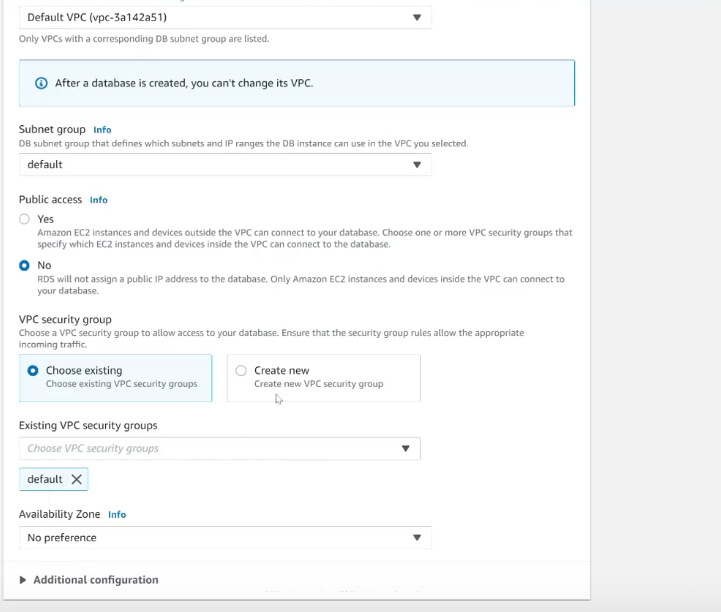 Default VPC (vpc-3a142a51)
Only VPCs with a corresponding DB subnet group are listed.
After a database is created, you can't change its VPC.
Subnet group Info
DB subnet group that defines which subnets and IP ranges the DB instance can use in the VPC you selected.
default
Public access Info
Yes
Amazon EC2 instances and devices outside the VPC can connect to your database. Choose one or more VPC security groups that
specify which EC2 instances and devices inside the VPC can connect to the database.
No
RDS will not assign a public IP address to the database. Only Amazon EC2 instances and devices inside the VPC can connect to
your database.
VPC security group
Choose a VPC security group to allow access to your database. Ensure that the security group rules allow the appropriate
incoming traffic.
Choose existing
Choose existing VPC security groups
Create new
Create new VPC security group
Existing VPC security groups
Choose VPC security groups
default
Availability Zone Info
No preference
Additional configuration